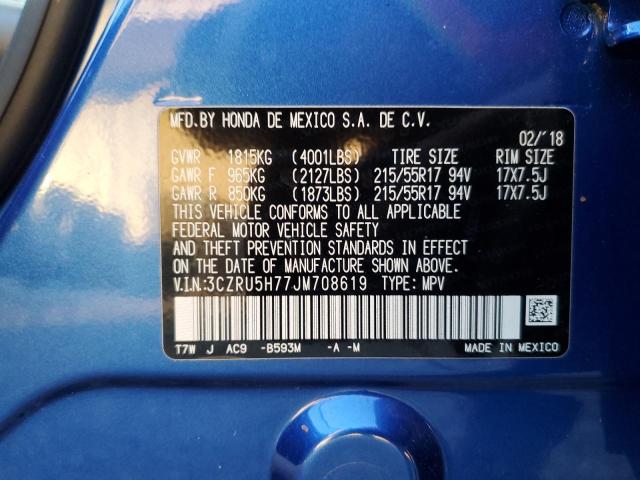 MFD.BY HONDA DE MEXICO S.A. DE C.V.
02/'18
GVWR 1815KG (4001LBS) TIRE SIZE RIM SIZE
GAWR F 965KG (2127LBS) 215/55R17 94V 17X7.5J
GAWR R 850KG (1873LBS) 215/55R17 94V 17X7.5J
THIS VEHICLE CONFORMS TO ALL APPLICABLE
FEDERAL MOTOR VEHICLE SAFETY
AND THEFT PREVENTION STANDARDS IN EFFECT
ON THE DATE OF MANUFACTURE SHOWN ABOVE.
V.I.N:3CZRU5H77JM708619 TYPE: MPV
T7W J AC9 -B593M -A -M MADE IN MEXICO